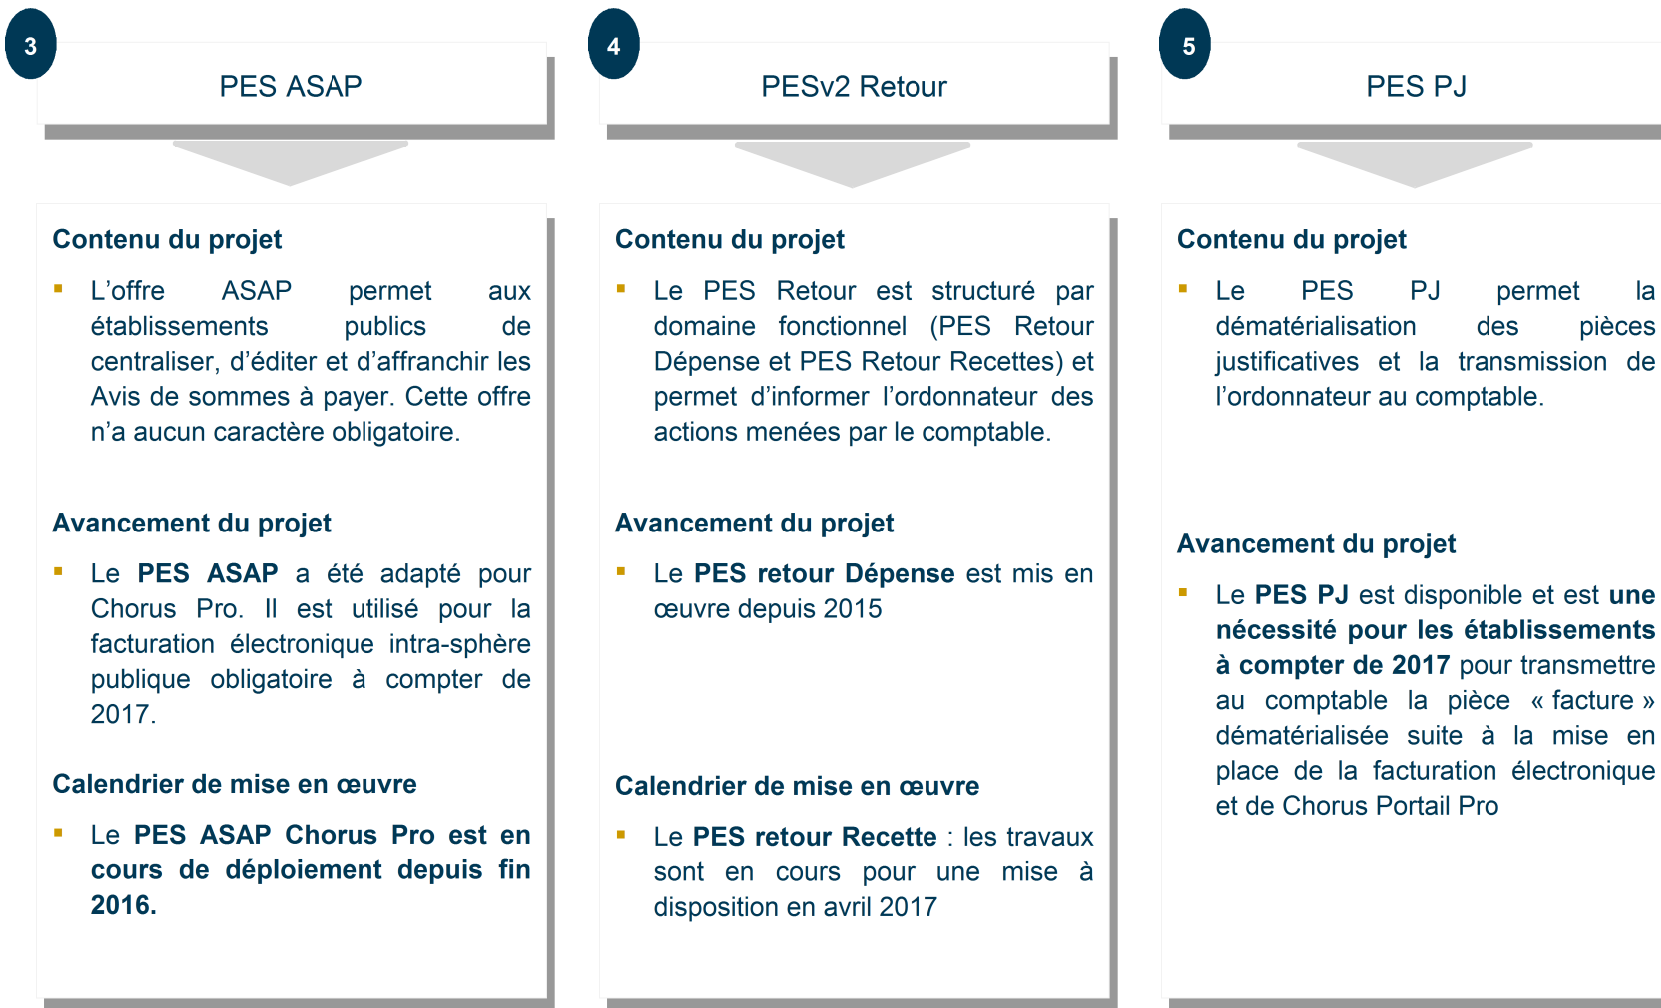 3
PES ASAP
Contenu du projet
▪ L’offre ASAP permet aux
établissements publics de
centraliser, d’éditer et d’affranchir les
Avis de sommes à payer. Cette offre
n’a aucun caractère obligatoire.
Avancement du projet
▪ Le PES ASAP a été adapté pour
Chorus Pro. Il est utilisé pour la
facturation électronique intra-sphère
publique obligatoire à compter de
2017.
Calendrier de mise en œuvre
▪ Le PES ASAP Chorus Pro est en
cours de déploiement depuis fin
2016.
4
PESv2 Retour
Contenu du projet
▪ Le PES Retour est structuré par
domaine fonctionnel (PES Retour
Dépense et PES Retour Recettes) et
permet d’informer l’ordonnateur des
actions menées par le comptable.
Avancement du projet
▪ Le PES retour Dépense est mis en
œuvre depuis 2015
Calendrier de mise en œuvre
▪ Le PES retour Recette : les travaux
sont en cours pour une mise à
disposition en avril 2017
5
PES PJ
Contenu du projet
▪ Le PES PJ permet la
dématérialisation des pièces
justificatives et la transmission de
l’ordonnateur au comptable.
Avancement du projet
▪ Le PES PJ est disponible et est une
nécessité pour les établissements
à compter de 2017 pour transmettre
au comptable la pièce « facture »
dématérialisée suite à la mise en
place de la facturation électronique
et de Chorus Portail Pro